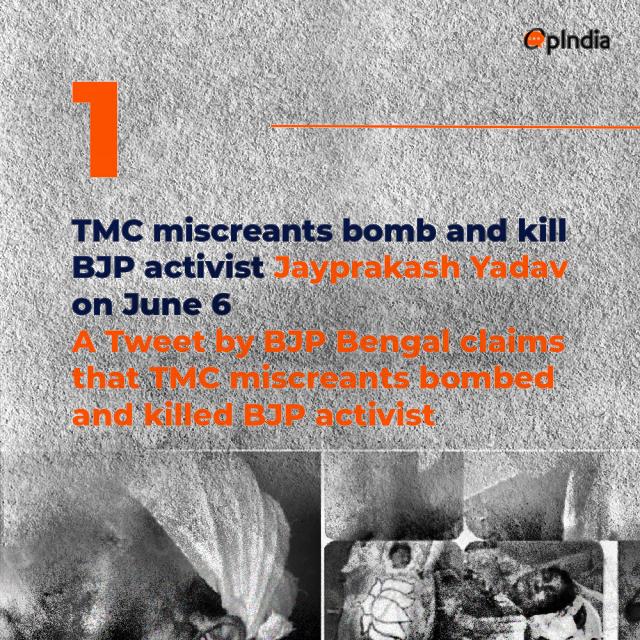 OpIndia
1
TMC miscreants bomb and kill
BJP activist Jayprakash Yadav
on June 6
A Tweet by BJP Bengal claims
that TMC miscreants bombed
and killed BJP activist